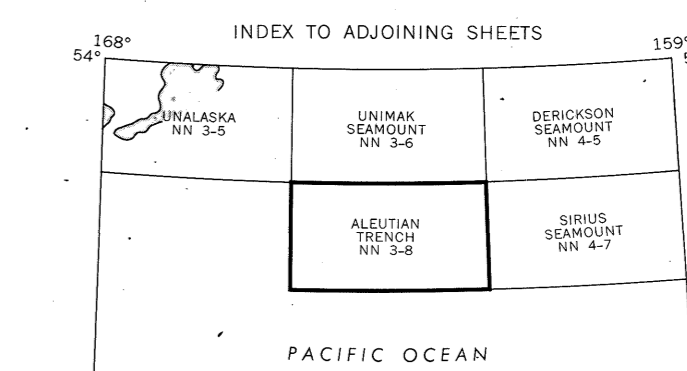 INDEX TO ADJOINING SHEETS
168°
159°
54°
UNALASKA
NN 3-5
UNIMAK
SEAMOUNT
NN 3-6
DERICKSON
SEAMOUNT
NN 4-5
ALEUTIAN
TRENCH
NN 3-8
SIRIUS
SEAMOUNT
NN 4-7
PACIFIC OCEAN